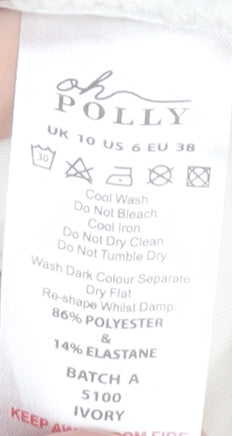 oh
POLLY
UK 10 US 6 EU 38
30
Cool Wash
Do Not Bleach
Cool Iron
Do Not Dry Clean
Do Not Tumble Dry
Wash Dark Colour Separate
Dry Flat
Re-shape Whilst Damp
86% POLYESTER
&
14% ELASTANE
BATCH A
5100
IVORY
KEEP FIRE